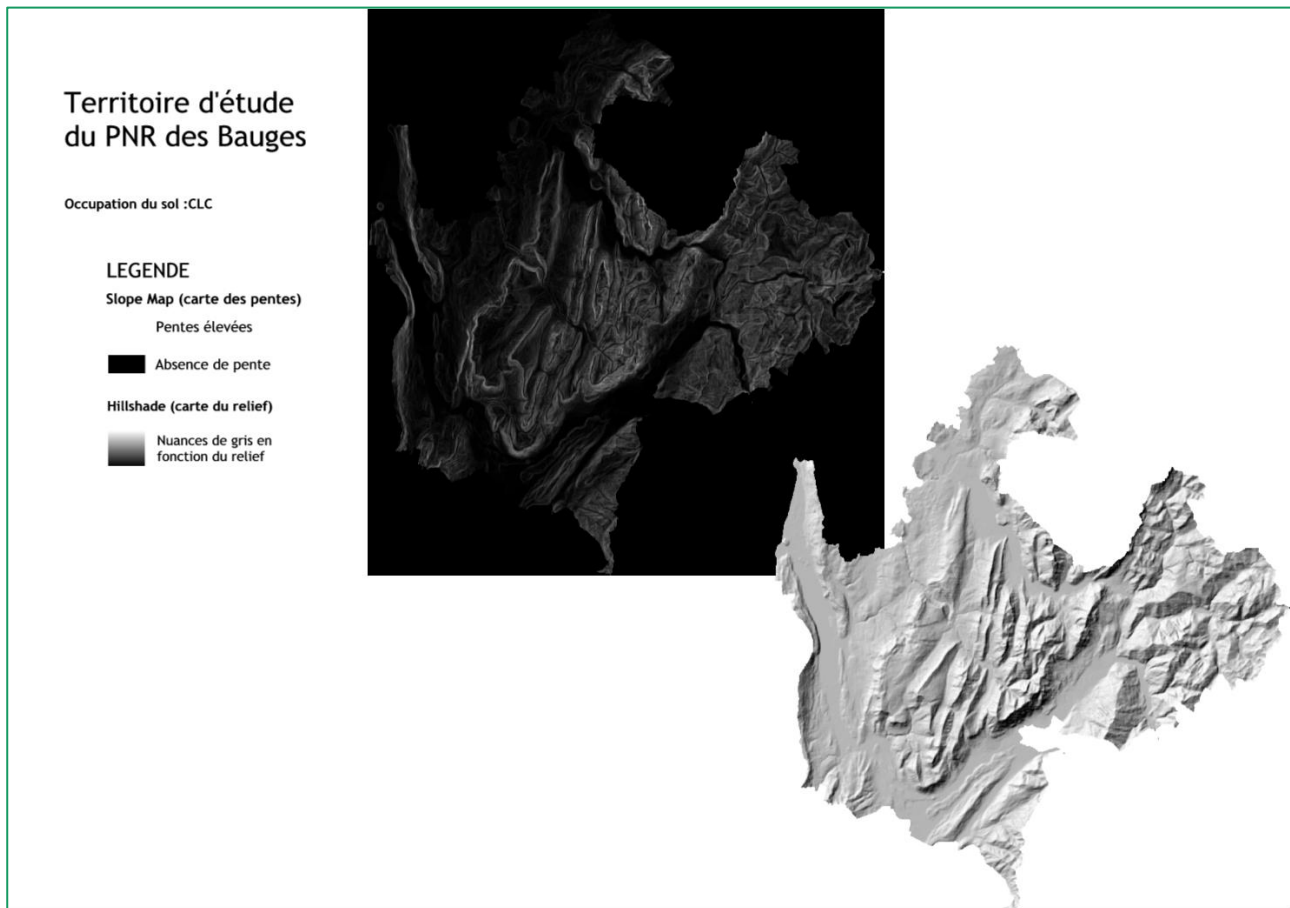 Territoire d'étude
du PNR des Bauges
Occupation du sol :CLC
LEGENDE
Slope Map (carte des pentes)
Pentes élevées
Absence de pente
Hillshade (carte du relief)
Nuances de gris en
fonction du relief